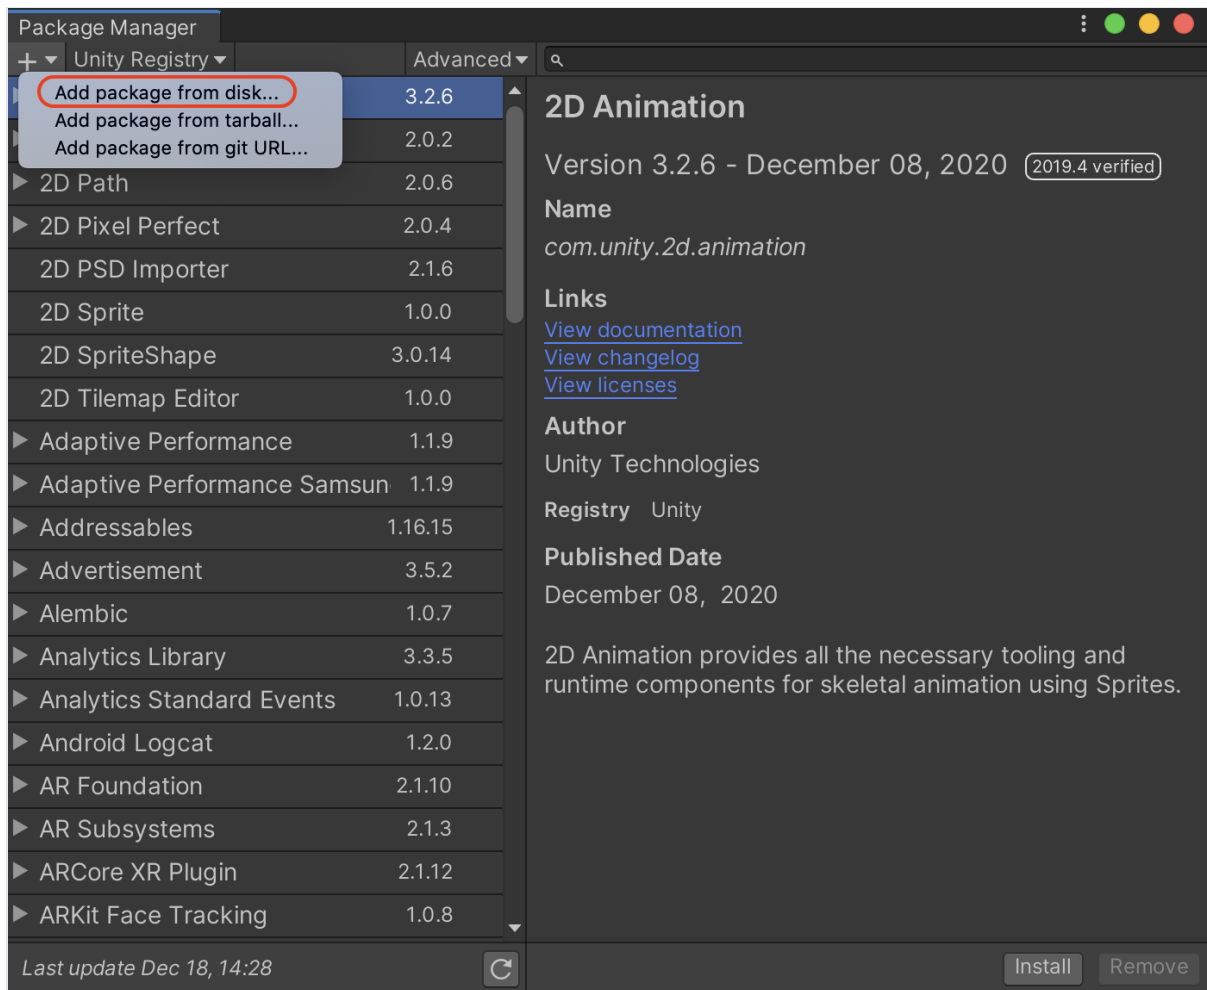 Package Manager
Unity Registry
Advanced
Add package from disk...
Add package from tarball...
Add package from git URL...
3.2.6
2.0.2
2D Path 2.0.6
2D Pixel Perfect 2.0.4
2D PSD Importer 2.1.6
2D Sprite 1.0.0
2D SpriteShape 3.0.14
2D Tilemap Editor 1.0.0
Adaptive Performance 1.1.9
Adaptive Performance Samsun 1.1.9
Addressables 1.16.15
Advertisement 3.5.2
Alembic 1.0.7
Analytics Library 3.3.5
Analytics Standard Events 1.0.13
Android Logcat 1.2.0
AR Foundation 2.1.10
AR Subsystems 2.1.3
ARCore XR Plugin 2.1.12
ARKit Face Tracking 1.0.8
Last update Dec 18, 14:28
2D Animation
Version 3.2.6 - December 08, 2020 2019.4 verified
Name
com.unity.2d.animation
Links
View documentation
View changelog
View licenses
Author
Unity Technologies
Registry Unity
Published Date
December 08, 2020
2D Animation provides all the necessary tooling and
runtime components for skeletal animation using Sprites.
Install Remove